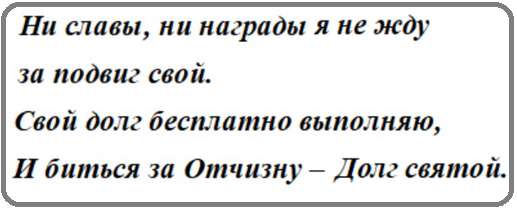 Ни славы, ни награды я не жду
за подвиг свой.
Свой долг бесплатно выполняю,
И биться за Отчизну – Долг святой.